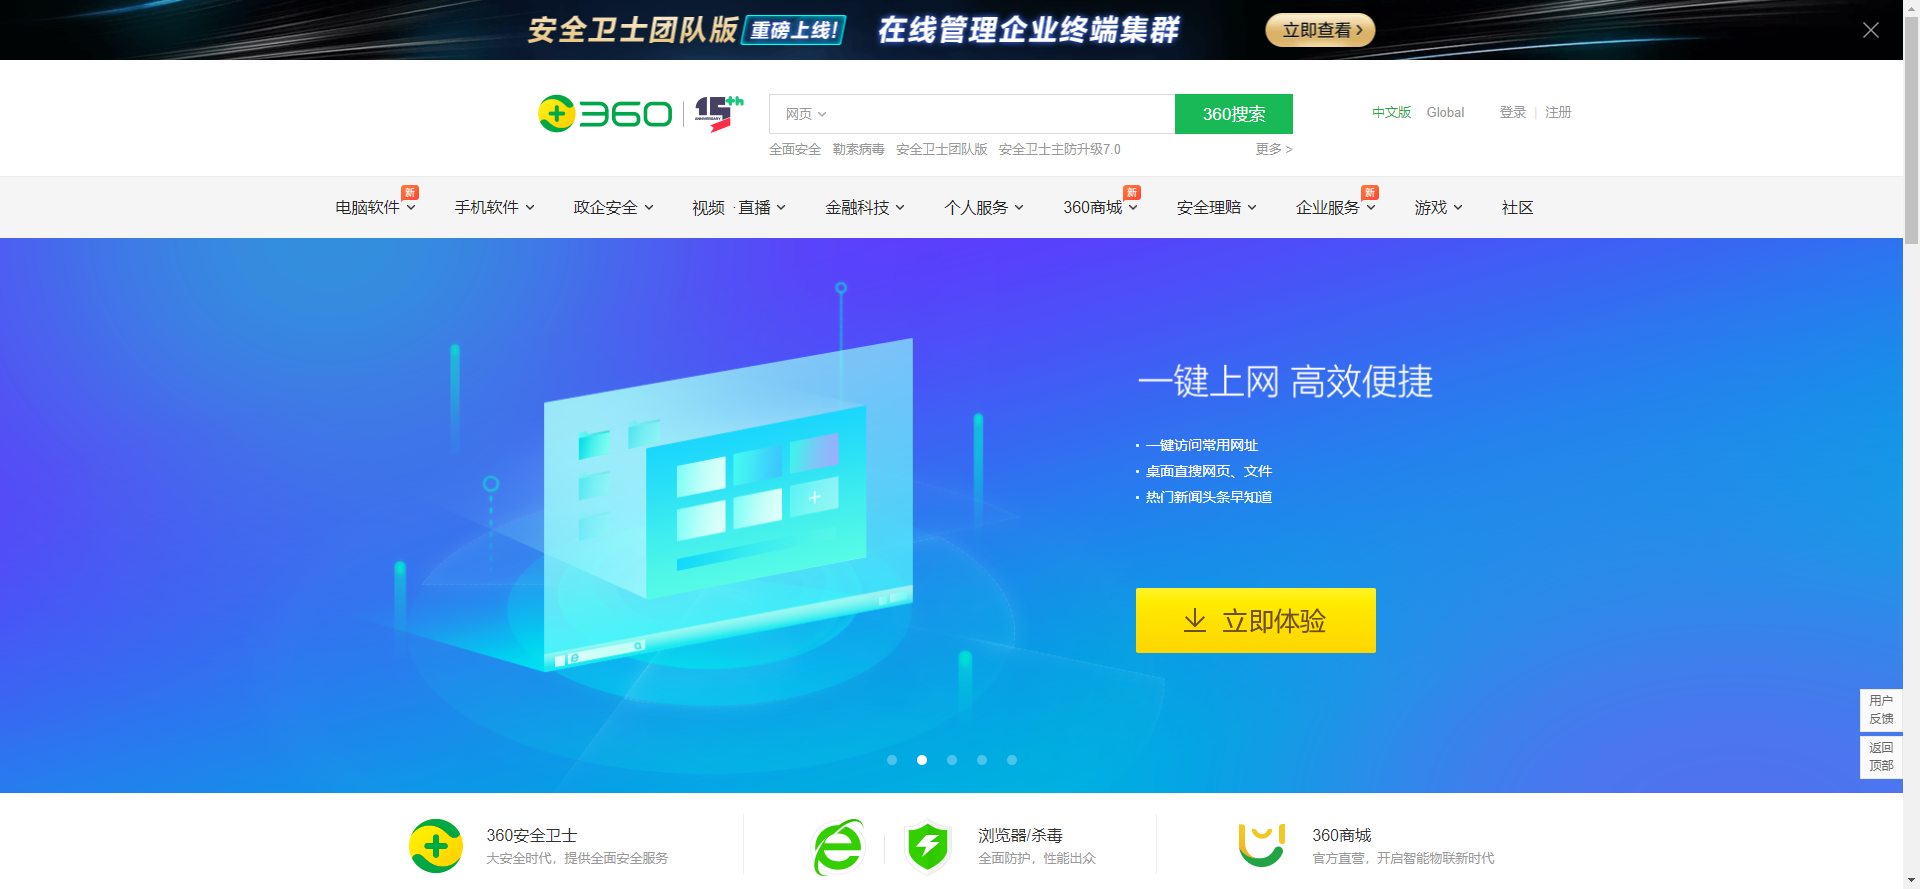 安全卫士团队版 重磅上线! 在线管理企业终端集群 立即查看 ›
360 15th ANNIVERSARY
网页 360搜索 中文版 Global 登录 | 注册
全面安全 勒索病毒 安全卫士团队版 安全卫士主防升级7.0 更多 >
新 新 新
电脑软件 手机软件 政企安全 视频 · 直播 金融科技 个人服务 360商城 安全理赔 企业服务 游戏 社区
一键上网 高效便捷
· 一键访问常用网址
· 桌面直搜网页、文件
· 热门新闻头条早知道
立即体验
用户
反馈
返回
顶部
360安全卫士
大安全时代，提供全面安全服务
浏览器/杀毒
全面防护，性能出众
360商城
官方直营，开启智能物联新时代